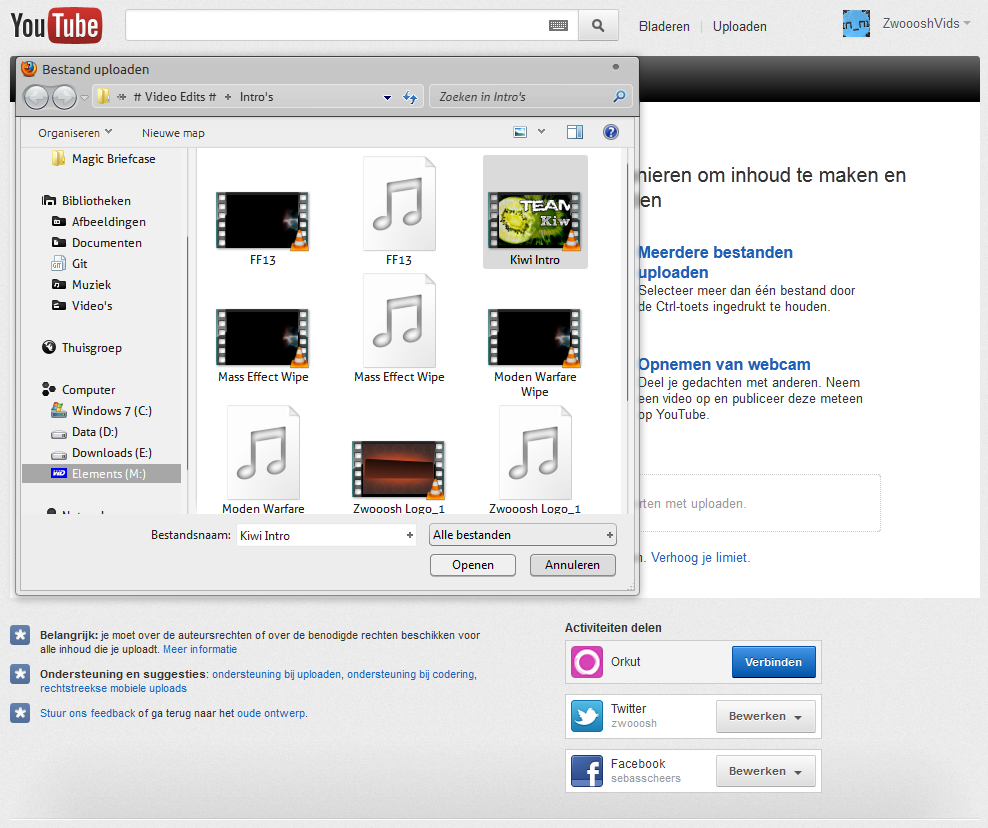 YouTube
Bladeren
Uploaden
ZwoooshVids
Bestand uploaden
# Video Edits # Intro's
Zoeken in Intro's
Organiseren
Nieuwe map
Magic Briefcase
Bibliotheken
Afbeeldingen
Documenten
Git
Muziek
Video's
Thuisgroep
Computer
Windows 7 (C:)
Data (D:)
Downloads (E:)
WD Elements (M:)
FF13
FF13
TEAM
Kiwi
Kiwi Intro
Mass Effect Wipe
Mass Effect Wipe
Moden Warfare
Wipe
Moden Warfare
Zwooosh Logo_1
Zwooosh Logo_1
Bestandsnaam:
Kiwi Intro
Alle bestanden
Openen
Annuleren
nieren om inhoud te maken en
en
Meerdere bestanden
uploaden
Selecteer meer dan één bestand door
de Ctrl-toets ingedrukt te houden.
Opnemen van webcam
Deel je gedachten met anderen. Neem
een video op en publiceer deze meteen
op YouTube.
rten met uploaden.
n. Verhoog je limiet.
Belangrijk: je moet over de auteursrechten of over de benodigde rechten beschikken voor
alle inhoud die je uploadt. Meer informatie
Ondersteuning en suggesties: ondersteuning bij uploaden, ondersteuning bij codering,
rechtstreekse mobiele uploads
Stuur ons feedback of ga terug naar het oude ontwerp.
Activiteiten delen
Orkut
Verbinden
Twitter
zwooosh
Bewerken
Facebook
sebasscheers
Bewerken